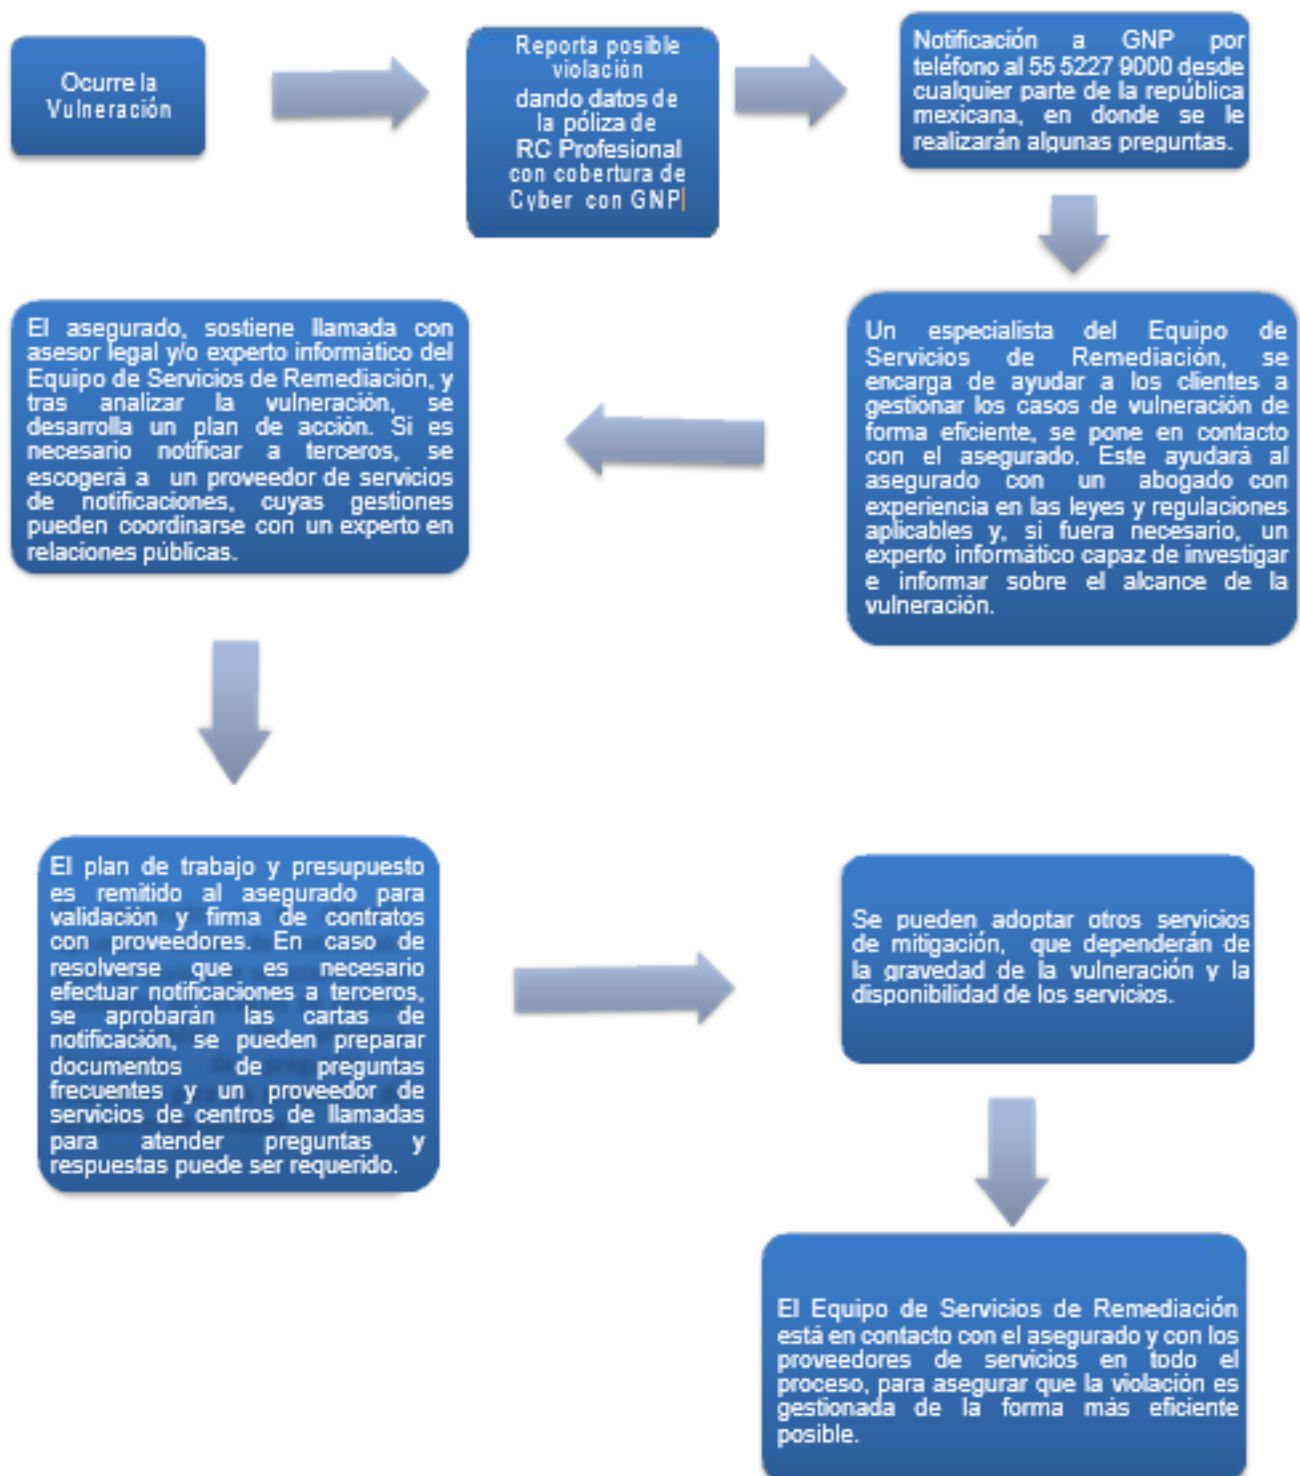 Ocurre la
Vulneración
Reporta posible
violación
dando datos de
la póliza de
RC Profesional
con cobertura de
Cyber con GNP
Notificación a GNP por
teléfono al 55 5227 9000 desde
cualquier parte de la república
mexicana, en donde se le
realizarán algunas preguntas.
Un especialista del Equipo de
Servicios de Remediación, se
encarga de ayudar a los clientes a
gestionar los casos de vulneración de
forma eficiente, se pone en contacto
con el asegurado. Este ayudará al
asegurado con un abogado con
experiencia en las leyes y regulaciones
aplicables y, si fuera necesario, un
experto informático capaz de investigar
e informar sobre el alcance de la
vulneración.
El asegurado, sostiene llamada con
asesor legal y/o experto informático del
Equipo de Servicios de Remediación, y
tras analizar la vulneración, se
desarrolla un plan de acción. Si es
necesario notificar a terceros, se
escogerá a un proveedor de servicios
de notificaciones, cuyas gestiones
pueden coordinarse con un experto en
relaciones públicas.
El plan de trabajo y presupuesto
es remitido al asegurado para
validación y firma de contratos
con proveedores. En caso de
resolverse que es necesario
efectuar notificaciones a terceros,
se aprobarán las cartas de
notificación, se pueden preparar
documentos de preguntas
frecuentes y un proveedor de
servicios de centros de llamadas
para atender preguntas y
respuestas puede ser requerido.
Se pueden adoptar otros servicios
de mitigación, que dependerán de
la gravedad de la vulneración y la
disponibilidad de los servicios.
El Equipo de Servicios de Remediación
está en contacto con el asegurado y con los
proveedores de servicios en todo el
proceso, para asegurar que la violación es
gestionada de la forma más eficiente
posible.